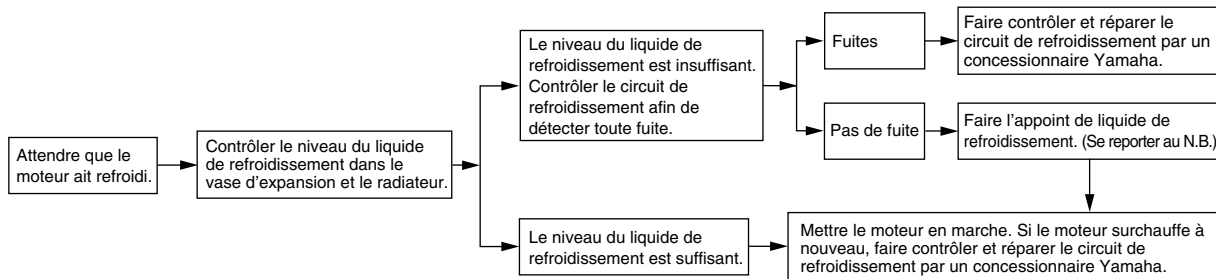 Attendre que le
moteur ait refroidi.
Contrôler le niveau du liquide
de refroidissement dans le
vase d'expansion et le radiateur.
Le niveau du liquide de
refroidissement est insuffisant.
Contrôler le circuit de
refroidissement afin de
détecter toute fuite.
Fuites
Faire contrôler et réparer le
circuit de refroidissement par un
concessionnaire Yamaha.
Pas de fuite
Faire l'appoint de liquide de
refroidissement. (Se reporter au N.B.)
Le niveau du liquide de
refroidissement est suffisant.
Mettre le moteur en marche. Si le moteur surchauffe à
nouveau, faire contrôler et réparer le circuit de
refroidissement par un concessionnaire Yamaha.